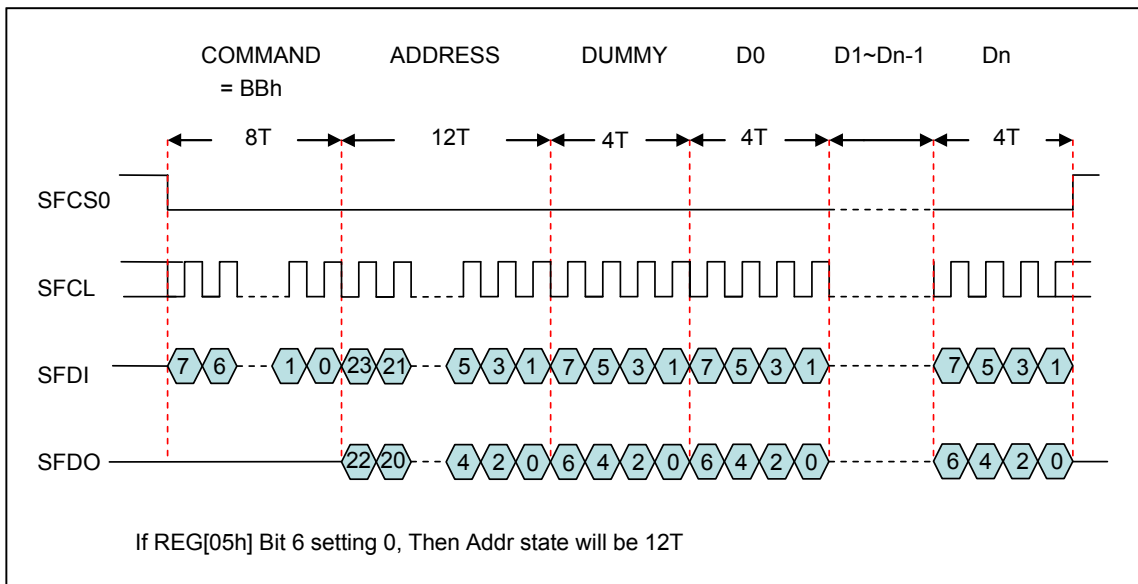 COMMAND ADDRESS DUMMY D0 D1~Dn-1 Dn
= BBh
8T 12T 4T 4T 4T
SFCS0
SFCL
SFDI 7 6 1 0 23 21 5 3 1 7 5 3 1 7 5 3 1 7 5 3 1
SFDO 22 20 4 2 0 6 4 2 0 6 4 2 0 6 4 2 0
If REG[05h] Bit 6 setting 0, Then Addr state will be 12T